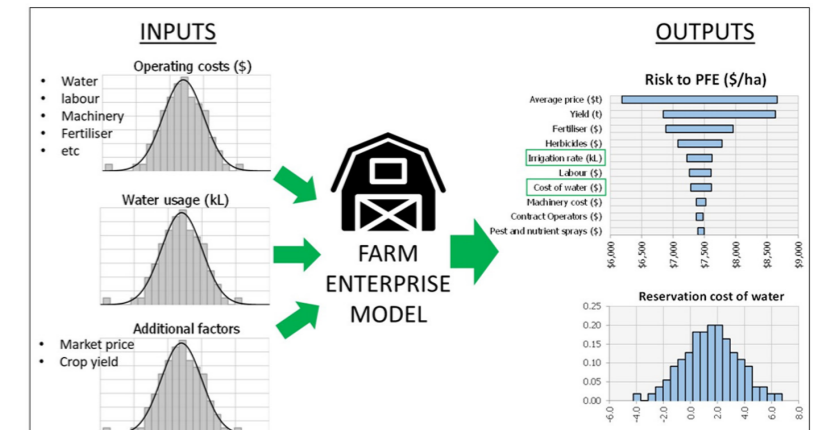 INPUTS
Operating costs ($)
• Water
• labour
• Machinery
• Fertiliser
• etc
Water usage (kL)
Additional factors
• Market price
• Crop yield
FARM
ENTERPRISE
MODEL
OUTPUTS
Risk to PFE ($/ha)
Average price ($t)
Yield (t)
Fertiliser ($)
Herbicides ($)
Irrigation rate (kL)
Labour ($)
Cost of water ($)
Machinery cost ($)
Contract Operators ($)
Pest and nutrient sprays ($)
$6,000 $6,500 $7,000 $7,500 $8,000 $8,500 $9,000
Reservation cost of water
0.25
0.20
0.15
0.10
0.05
0.00
-6.0 -4.0 -2.0 0.0 2.0 4.0 6.0 8.0